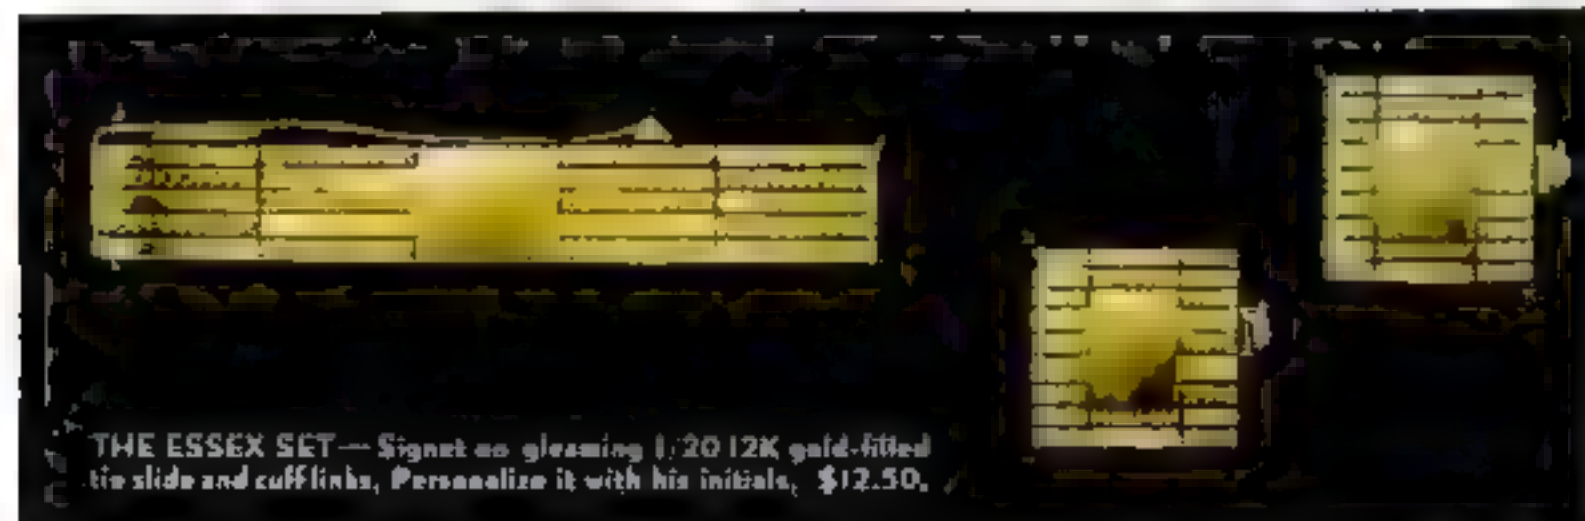 THE ESSEX SET — Signet on gleaming 1/20 12K gold-filled
tie slide and cuff links. Personalize it with his initials. $12.50.